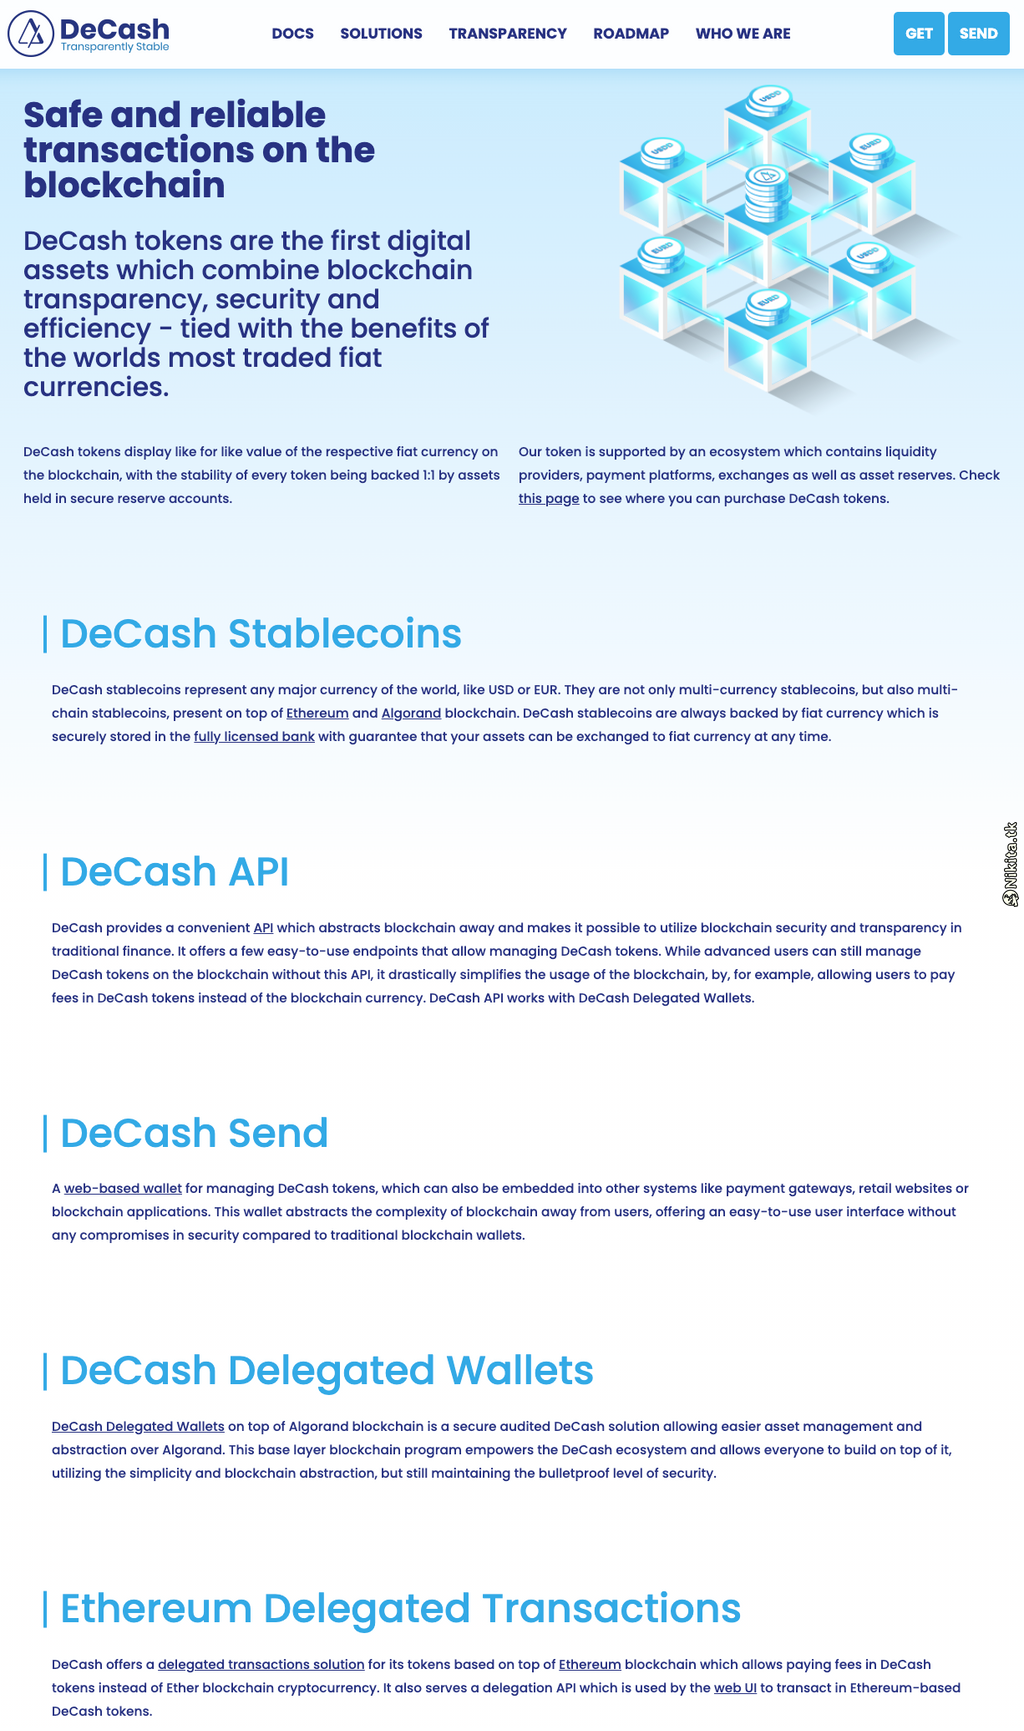 DeCash
Transparently Stable
DOCS SOLUTIONS TRANSPARENCY ROADMAP WHO WE ARE
GET SEND
Safe and reliable
transactions on the
blockchain
DeCash tokens are the first digital
assets which combine blockchain
transparency, security and
efficiency - tied with the benefits of
the worlds most traded fiat
currencies.
USDD
USDD
EURD
EURD
USDD
EURD
DeCash tokens display like for like value of the respective fiat currency on
the blockchain, with the stability of every token being backed 1:1 by assets
held in secure reserve accounts.
Our token is supported by an ecosystem which contains liquidity
providers, payment platforms, exchanges as well as asset reserves. Check
this page to see where you can purchase DeCash tokens.
| DeCash Stablecoins
DeCash stablecoins represent any major currency of the world, like USD or EUR. They are not only multi-currency stablecoins, but also multi-
chain stablecoins, present on top of Ethereum and Algorand blockchain. DeCash stablecoins are always backed by fiat currency which is
securely stored in the fully licensed bank with guarantee that your assets can be exchanged to fiat currency at any time.
Nikita.tk
| DeCash API
DeCash provides a convenient API which abstracts blockchain away and makes it possible to utilize blockchain security and transparency in
traditional finance. It offers a few easy-to-use endpoints that allow managing DeCash tokens. While advanced users can still manage
DeCash tokens on the blockchain without this API, it drastically simplifies the usage of the blockchain, by, for example, allowing users to pay
fees in DeCash tokens instead of the blockchain currency. DeCash API works with DeCash Delegated Wallets.
| DeCash Send
A web-based wallet for managing DeCash tokens, which can also be embedded into other systems like payment gateways, retail websites or
blockchain applications. This wallet abstracts the complexity of blockchain away from users, offering an easy-to-use user interface without
any compromises in security compared to traditional blockchain wallets.
| DeCash Delegated Wallets
DeCash Delegated Wallets on top of Algorand blockchain is a secure audited DeCash solution allowing easier asset management and
abstraction over Algorand. This base layer blockchain program empowers the DeCash ecosystem and allows everyone to build on top of it,
utilizing the simplicity and blockchain abstraction, but still maintaining the bulletproof level of security.
| Ethereum Delegated Transactions
DeCash offers a delegated transactions solution for its tokens based on top of Ethereum blockchain which allows paying fees in DeCash
tokens instead of Ether blockchain cryptocurrency. It also serves a delegation API which is used by the web UI to transact in Ethereum-based
DeCash tokens.